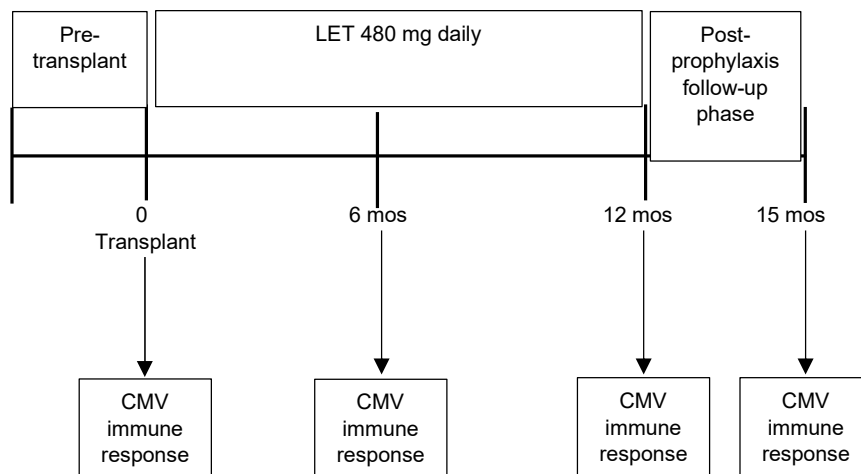 Pre-
transplant
LET 480 mg daily
Post-
prophylaxis
follow-up
phase
0
Transplant
6 mos
12 mos
15 mos
CMV
immune
response
CMV
immune
response
CMV
immune
response
CMV
immune
response